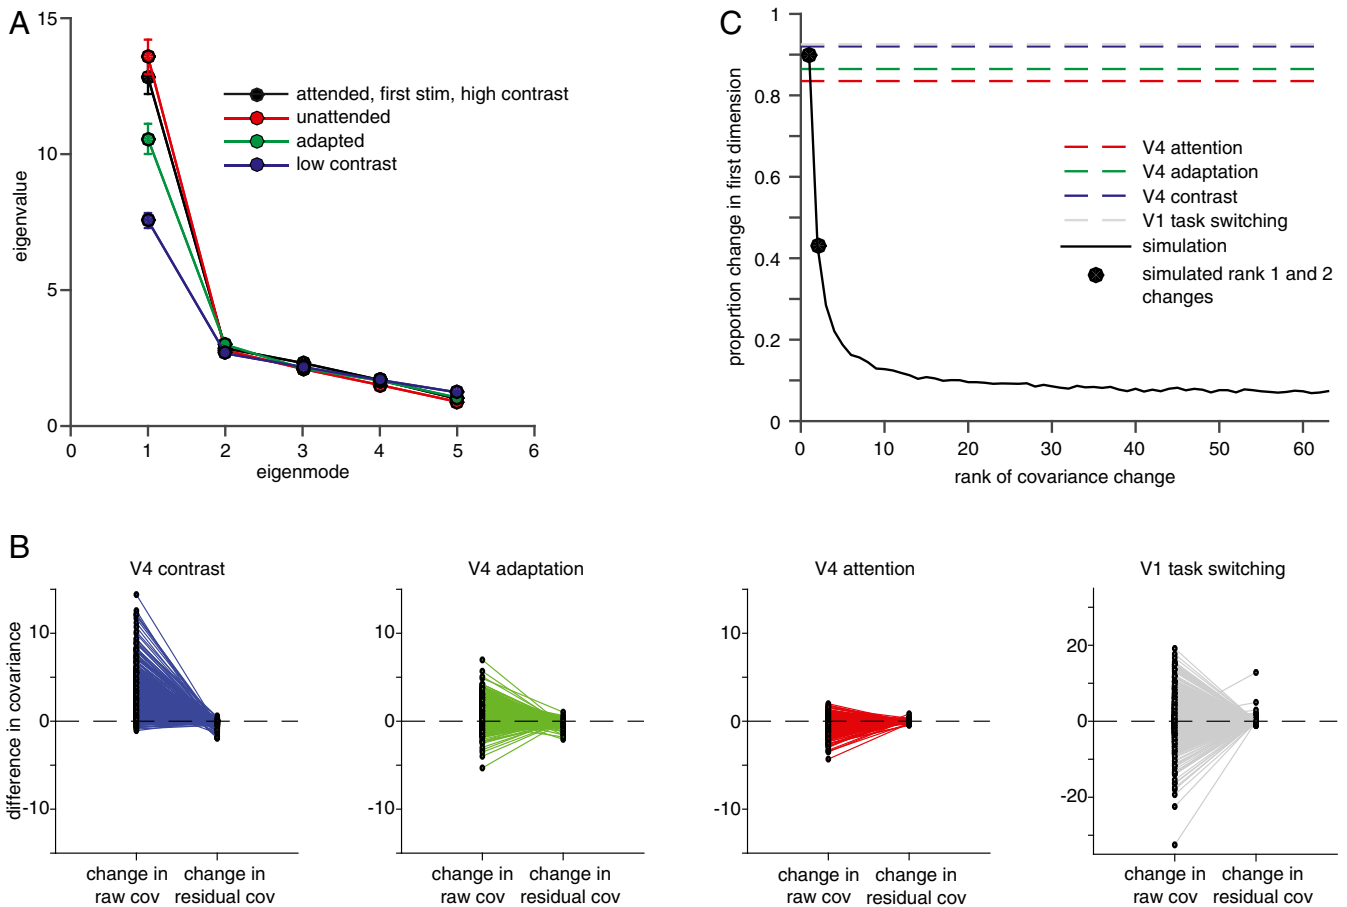 A
15
10
5
0
eigenvalue
0 1 2 3 4 5 6
eigenmode
attended, first stim, high contrast
unattended
adapted
low contrast
C
1
0.8
0.6
0.4
0.2
0
proportion change in first dimension
0 10 20 30 40 50 60
rank of covariance change
V4 attention
V4 adaptation
V4 contrast
V1 task switching
simulation
simulated rank 1 and 2
changes
B
difference in covariance
V4 contrast
10
0
-10
change in
raw cov
change in
residual cov
V4 adaptation
10
0
-10
change in
raw cov
change in
residual cov
V4 attention
10
0
-10
change in
raw cov
change in
residual cov
V1 task switching
20
0
-20
change in
raw cov
change in
residual cov